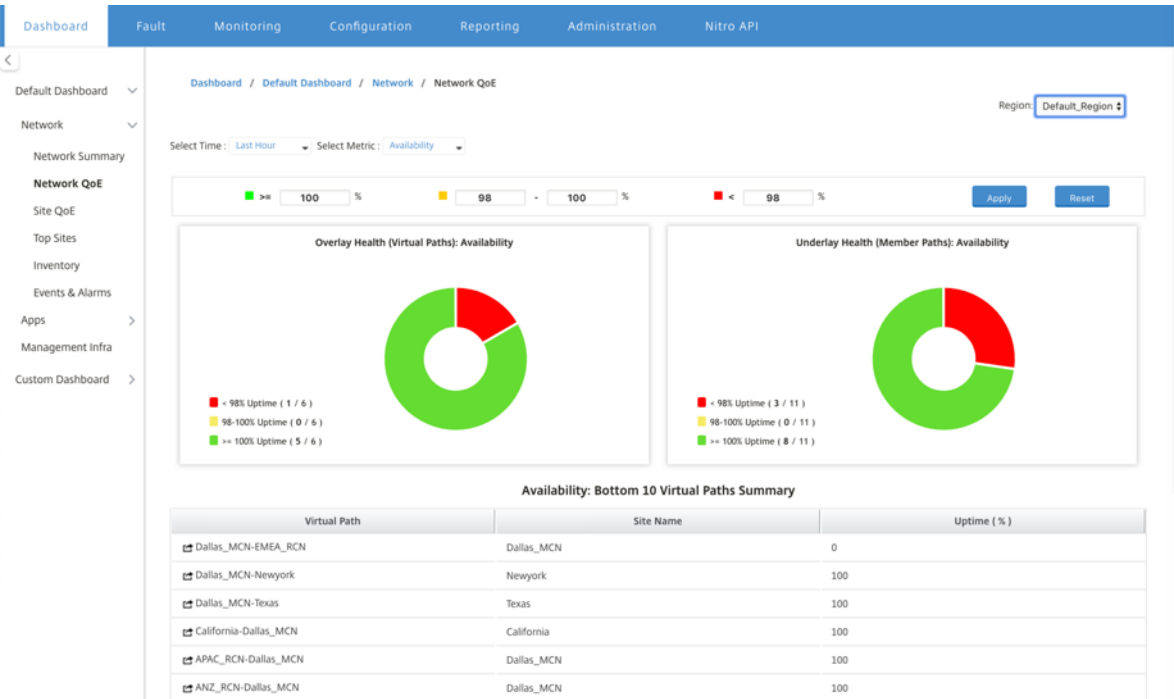 Dashboard Fault Monitoring Configuration Reporting Administration Nitro API
Dashboard / Default Dashboard / Network / Network QoE
Region: Default_Region
Default Dashboard
Network
Network Summary
Network QoE
Site QoE
Top Sites
Inventory
Events & Alarms
Apps
Management Infra
Custom Dashboard
Select Time : Last Hour Select Metric : Availability
>= 100 % 98 - 100 % < 98 % Apply Reset
Overlay Health (Virtual Paths): Availability
< 98% Uptime ( 1 / 6 )
98-100% Uptime ( 0 / 6 )
>= 100% Uptime ( 5 / 6 )
Underlay Health (Member Paths): Availability
< 98% Uptime ( 3 / 11 )
98-100% Uptime ( 0 / 11 )
>= 100% Uptime ( 8 / 11 )
Availability: Bottom 10 Virtual Paths Summary
Virtual Path Site Name Uptime ( % )
Dallas_MCN-EMEA_RCN Dallas_MCN 0
Dallas_MCN-Newyork Newyork 100
Dallas_MCN-Texas Texas 100
California-Dallas_MCN California 100
APAC_RCN-Dallas_MCN Dallas_MCN 100
ANZ_RCN-Dallas_MCN Dallas_MCN 100